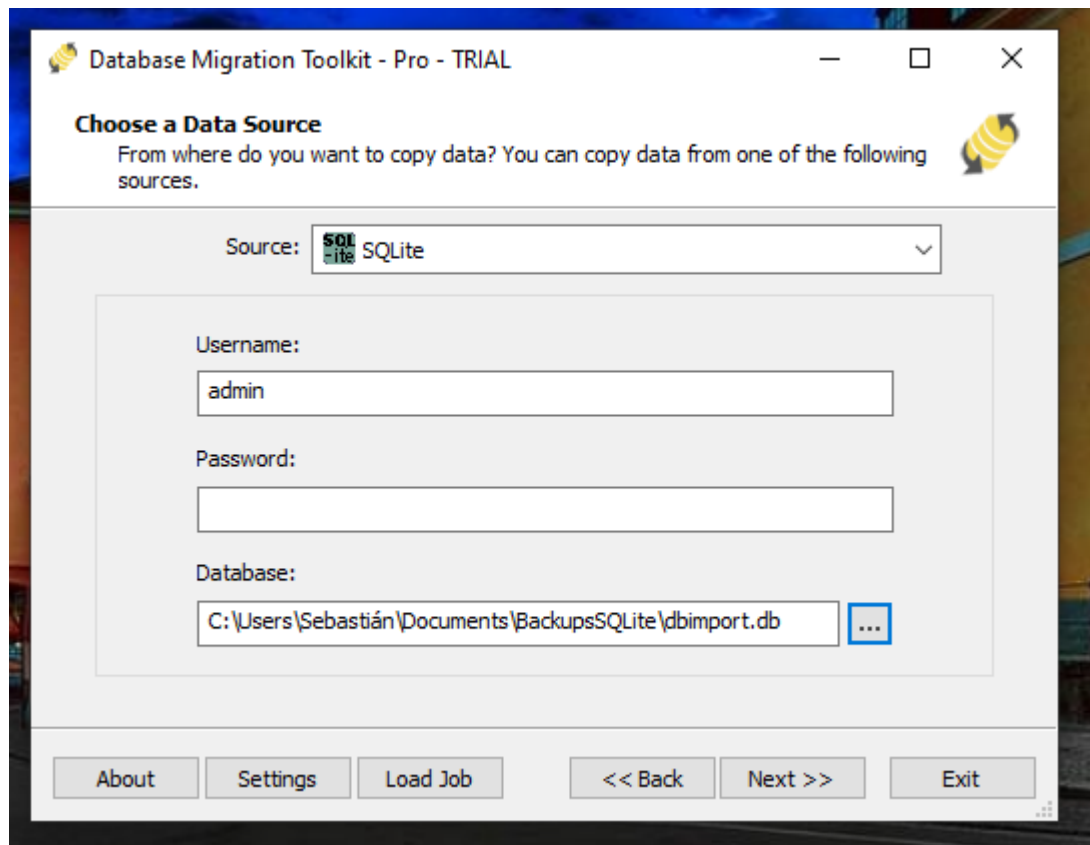 Database Migration Toolkit - Pro - TRIAL
Choose a Data Source
From where do you want to copy data? You can copy data from one of the following
sources.
Source: SQL-ite SQLite
Username:
admin
Password:
Database:
C:\Users\Sebastián\Documents\BackupsSQLite\dbimport.db ...
About Settings Load Job << Back Next >> Exit